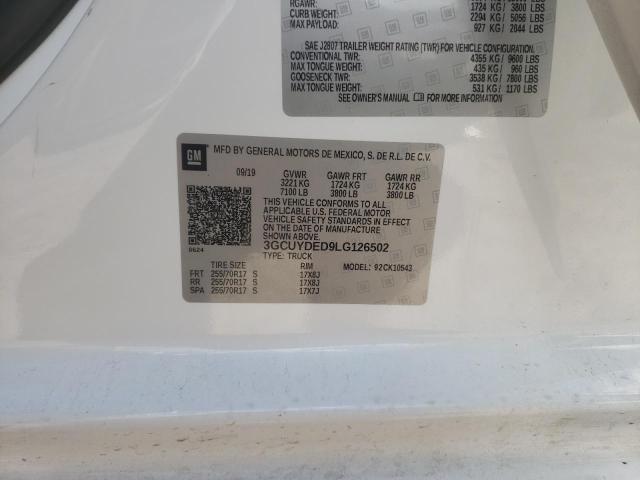 RGAWR:
1724 KG/ 3800 LBS
CURB WEIGHT: 2294 KG/ 5056 LBS
MAX PAYLOAD: 927 KG/ 2044 LBS
SAE J2807 TRAILER WEIGHT RATING (TWR) FOR VEHICLE CONFIGURATION.
CONVENTIONAL TWR: 4355 KG/ 9600 LBS
MAX TONGUE WEIGHT: 435 KG/ 960 LBS
GOOSENECK TWR: 3538 KG/ 7800 LBS
MAX TONGUE WEIGHT: 531 KG/ 1170 LBS
SEE OWNER'S MANUAL FOR MORE INFORMATION
GM
MFD BY GENERAL MOTORS DE MEXICO, S. DE R.L. DE C.V.
09/19 GVWR GAWR FRT GAWR RR
3221 KG 1724 KG 1724 KG
7100 LB 3800 LB 3800 LB
THIS VEHICLE CONFORMS TO ALL
APPLICABLE U.S. FEDERAL MOTOR
VEHICLE SAFETY STANDARDS IN EFFECT
ON THE DATE OF MANUFACTURE
SHOWN ABOVE.
3GCUYDED9LG126502
0624 TYPE: TRUCK
TIRE SIZE RIM MODEL: 92CK10543
FRT 255/70R17 S 17X8J
RR 255/70R17 S 17X8J
SPA 255/70R17 S 17X7J